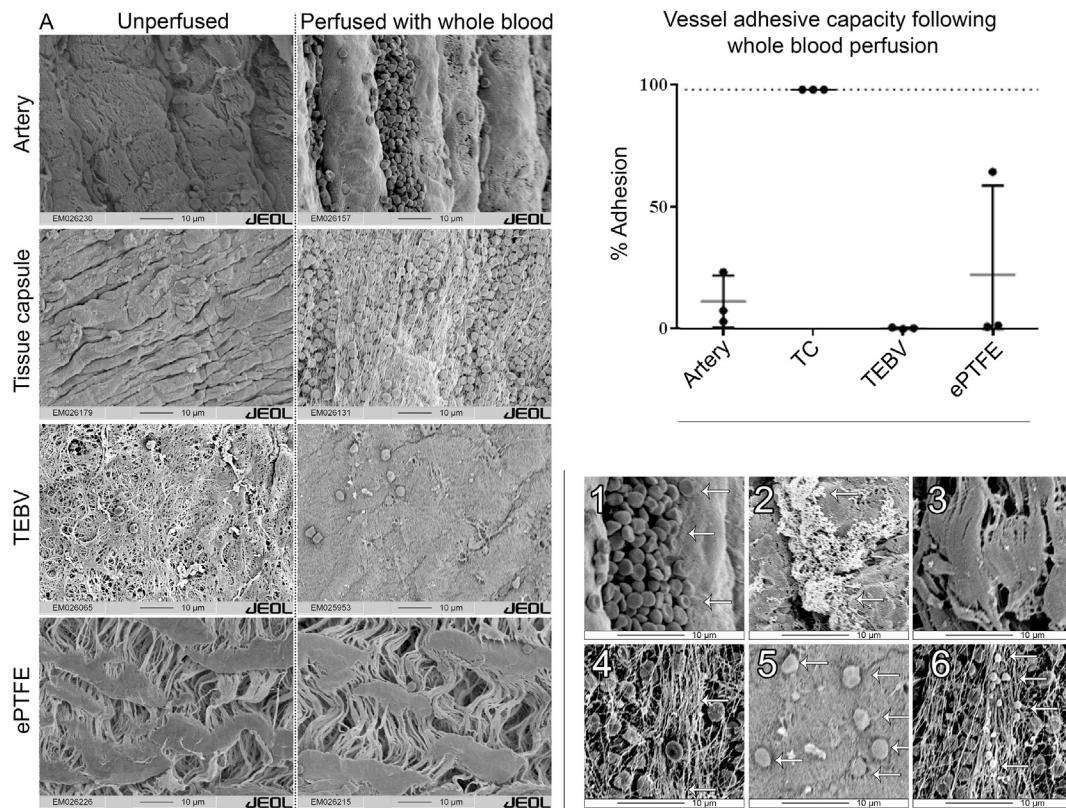 A
Unperfused
Perfused with whole blood
Artery
EM026230 10 µm JEOL
EM026157 10 µm JEOL
Tissue capsule
EM026179 10 µm JEOL
EM026131 10 µm JEOL
TEBV
EM026065 10 µm JEOL
EM025953 10 µm JEOL
ePTFE
EM026226 10 µm JEOL
EM026215 10 µm JEOL
Vessel adhesive capacity following
whole blood perfusion
% Adhesion
100
50
0
Artery
TC
TEBV
ePTFE
1
10 µm
2
10 µm
3
10 µm
4
10 µm
5
10 µm
6
10 µm